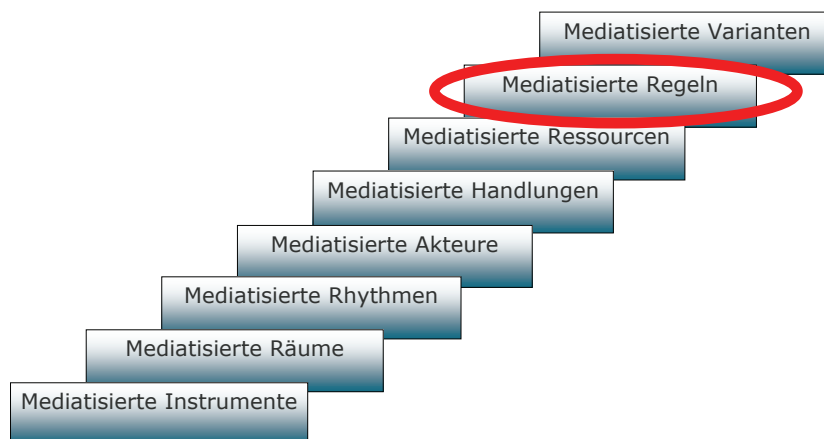 Mediatisierte Varianten
Mediatisierte Regeln
Mediatisierte Ressourcen
Mediatisierte Handlungen
Mediatisierte Akteure
Mediatisierte Rhythmen
Mediatisierte Räume
Mediatisierte Instrumente